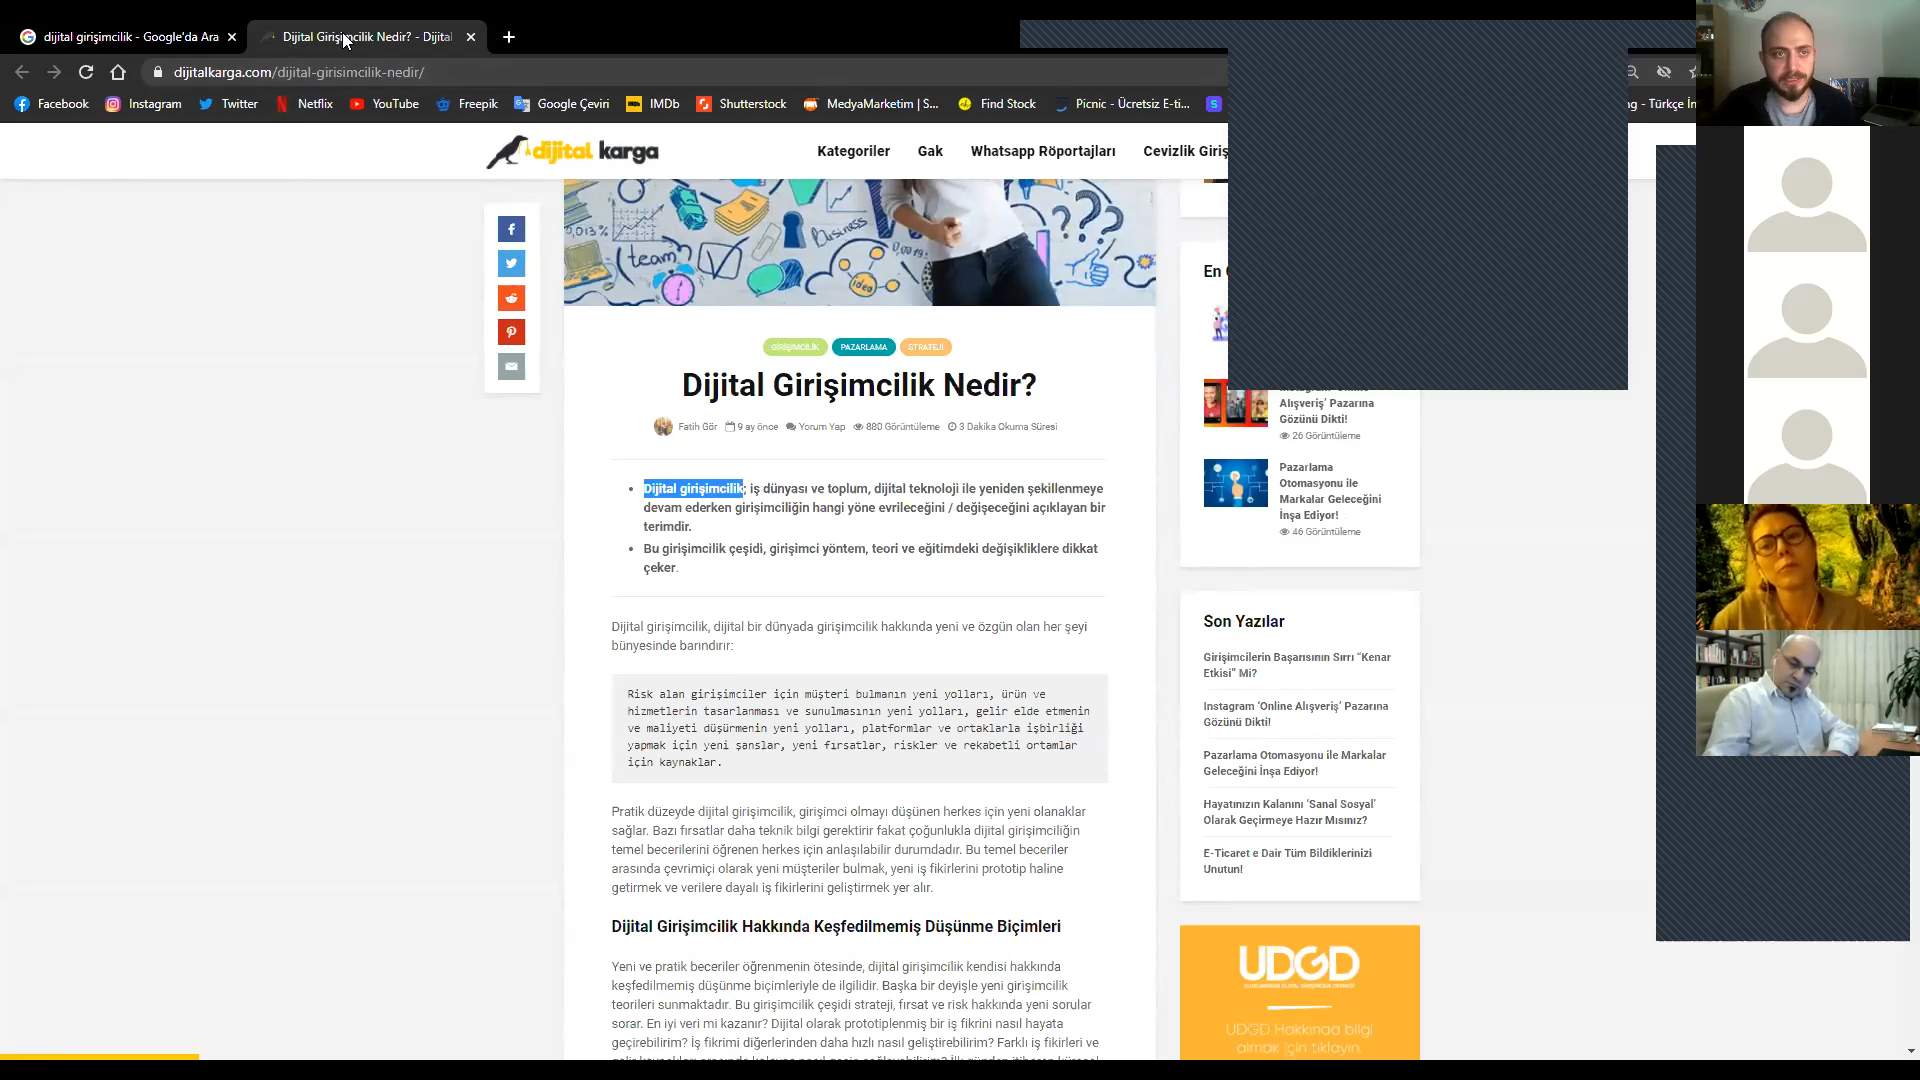 dijital girişimcilik - Google'da Ara
Dijital Girişimcilik Nedir? - Dijital
dijitalkarga.com/dijital-girisimcilik-nedir/
Facebook Instagram Twitter Netflix YouTube Freepik Google Çeviri IMDb Shutterstock MedyaMarketim | S... Find Stock Picnic - Ücretsiz E-ti... S
ng - Türkçe İn
dijital karga
Kategoriler Gak Whatsapp Röportajları Cevizlik Giriş
0,013%
Business
0,0019
team
idea
GİRİŞİMCİLİK PAZARLAMA STRATEJİ
Dijital Girişimcilik Nedir?
Fatih Gör 9 ay önce Yorum Yap 880 Görüntüleme 3 Dakika Okuma Süresi
Dijital girişimcilik; iş dünyası ve toplum, dijital teknoloji ile yeniden şekillenmeye
devam ederken girişimciliğin hangi yöne evrileceğini / değişeceğini açıklayan bir
terimdir.
Bu girişimcilik çeşidi, girişimci yöntem, teori ve eğitimdeki değişikliklere dikkat
çeker.
Dijital girişimcilik, dijital bir dünyada girişimcilik hakkında yeni ve özgün olan her şeyi
bünyesinde barındırır:
Risk alan girişimciler için müşteri bulmanın yeni yolları, ürün ve
hizmetlerin tasarlanması ve sunulmasının yeni yolları, gelir elde etmenin
ve maliyeti düşürmenin yeni yolları, platformlar ve ortaklarla işbirliği
yapmak için yeni şanslar, yeni fırsatlar, riskler ve rekabetli ortamlar
için kaynaklar.
Pratik düzeyde dijital girişimcilik, girişimci olmayı düşünen herkes için yeni olanaklar
sağlar. Bazı fırsatlar daha teknik bilgi gerektirir fakat çoğunlukla dijital girişimciliğin
temel becerilerini öğrenen herkes için anlaşılabilir durumdadır. Bu temel beceriler
arasında çevrimiçi olarak yeni müşteriler bulmak, yeni iş fikirlerini prototip haline
getirmek ve verilere dayalı iş fikirlerini geliştirmek yer alır.
Dijital Girişimcilik Hakkında Keşfedilmemiş Düşünme Biçimleri
Yeni ve pratik beceriler öğrenmenin ötesinde, dijital girişimcilik kendisi hakkında
keşfedilmemiş düşünme biçimleriyle de ilgilidir. Başka bir deyişle yeni girişimcilik
teorileri sunmaktadır. Bu girişimcilik çeşidi strateji, fırsat ve risk hakkında yeni sorular
sorar. En iyi veri mi kazanır? Dijital olarak prototiplenmiş bir iş fikrini nasıl hayata
geçirebilirim? İş fikrimi diğerlerinden daha hızlı nasıl geliştirebilirim? Farklı iş fikirleri ve
En
Alışveriş' Pazarına
Gözünü Dikti!
26 Görüntüleme
Pazarlama
Otomasyonu ile
Markalar Geleceğini
İnşa Ediyor!
46 Görüntüleme
Son Yazılar
Girişimcilerin Başarısının Sırrı “Kenar
Etkisi” Mi?
Instagram ‘Online Alışveriş’ Pazarına
Gözünü Dikti!
Pazarlama Otomasyonu ile Markalar
Geleceğini İnşa Ediyor!
Hayatınızın Kalanını ‘Sanal Sosyal’
Olarak Geçirmeye Hazır Mısınız?
E-Ticaret e Dair Tüm Bildiklerinizi
Unutun!
UDGD
UDGD Hakkında bilgi
almak için tıklayın.